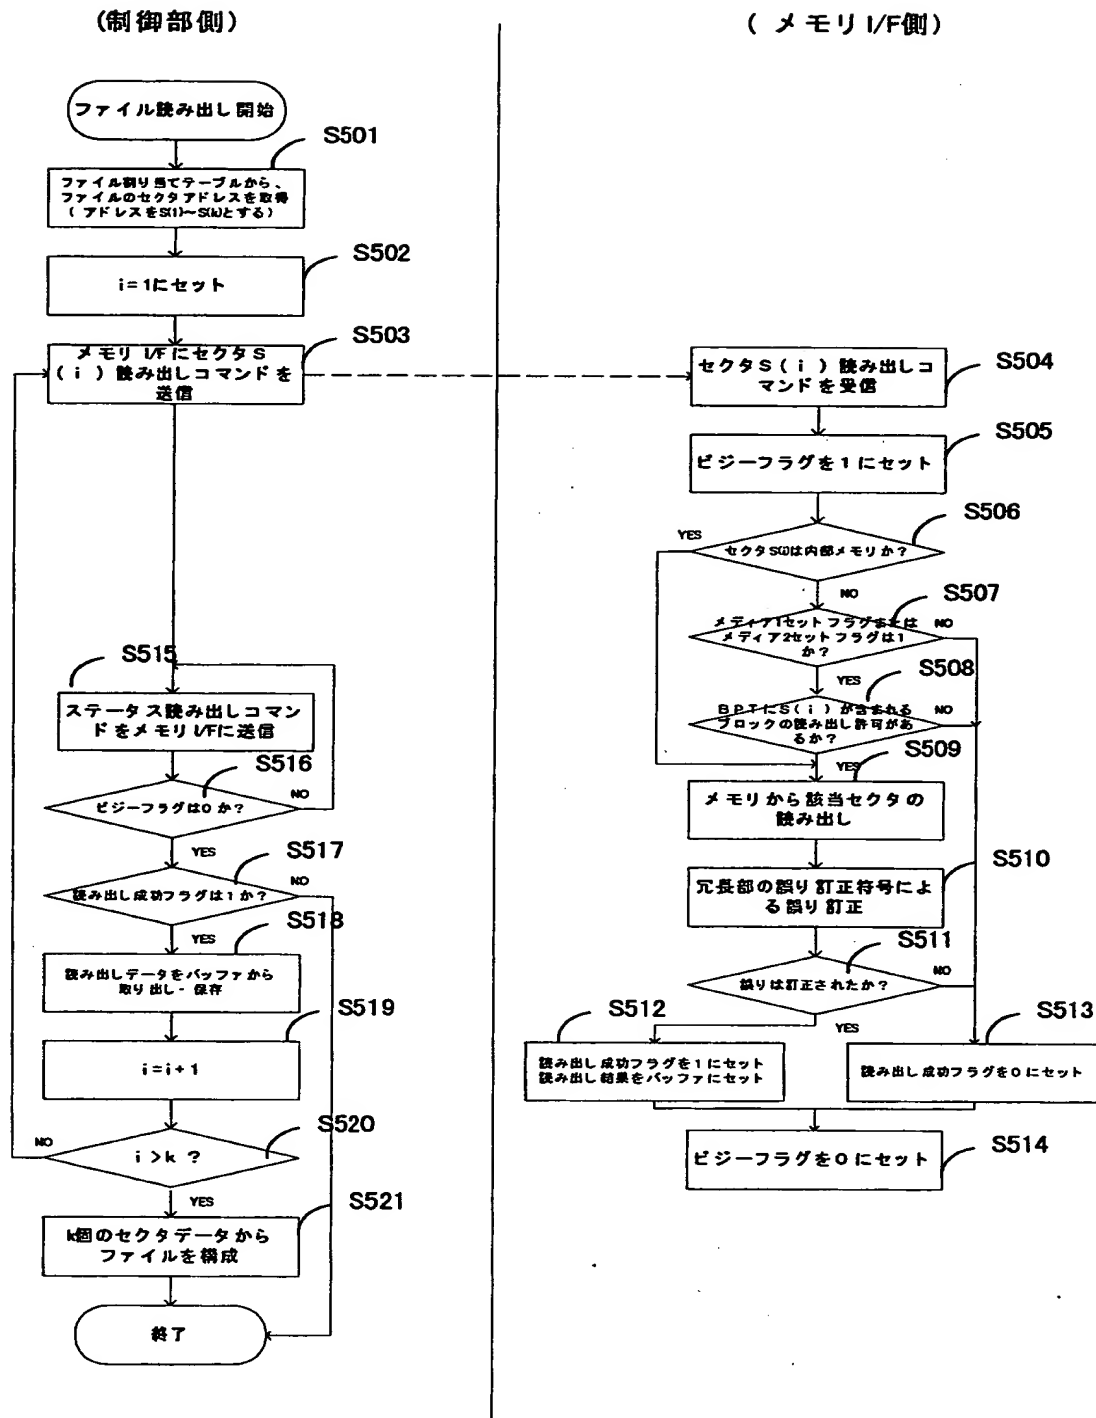 (制御部側)
ファイル読み出し開始
S501
ファイル割り当てテーブルから、
ファイルのセクタアドレスを取得
(アドレスをS(1)～S(k)とする)
S502
i=1にセット
S503
メモリI/FにセクタS
(i)読み出しコマンドを
送信
S515
ステータス読み出しコマン
ドをメモリI/Fに送信
S516
ビジーフラグは0か?
NO
YES
S517
読み出し成功フラグは1か?
NO
YES
S518
読み出しデータをバッファから
取り出し・保存
S519
i=i+1
S520
NO
i>k ?
YES
S521
k個のセクタデータから
ファイルを構成
終了
(メモリI/F側)
S504
セクタS(i)読み出しコ
マンドを受信
S505
ビジーフラグを1にセット
S506
YES
セクタS(i)は内部メモリか?
NO
S507
メディア1セットフラグまたは
メディア2セットフラグは1
か?
NO
YES
S508
BPTにS(i)が含まれる
ブロックの読み出し許可があ
るか?
NO
YES
S509
メモリから該当セクタの
読み出し
S510
冗長部の誤り訂正符号によ
る誤り訂正
S511
誤りは訂正されたか?
NO
YES
S512
読み出し成功フラグを1にセット
読み出し結果をバッファにセット
S513
読み出し成功フラグを0にセット
S514
ビジーフラグを0にセット